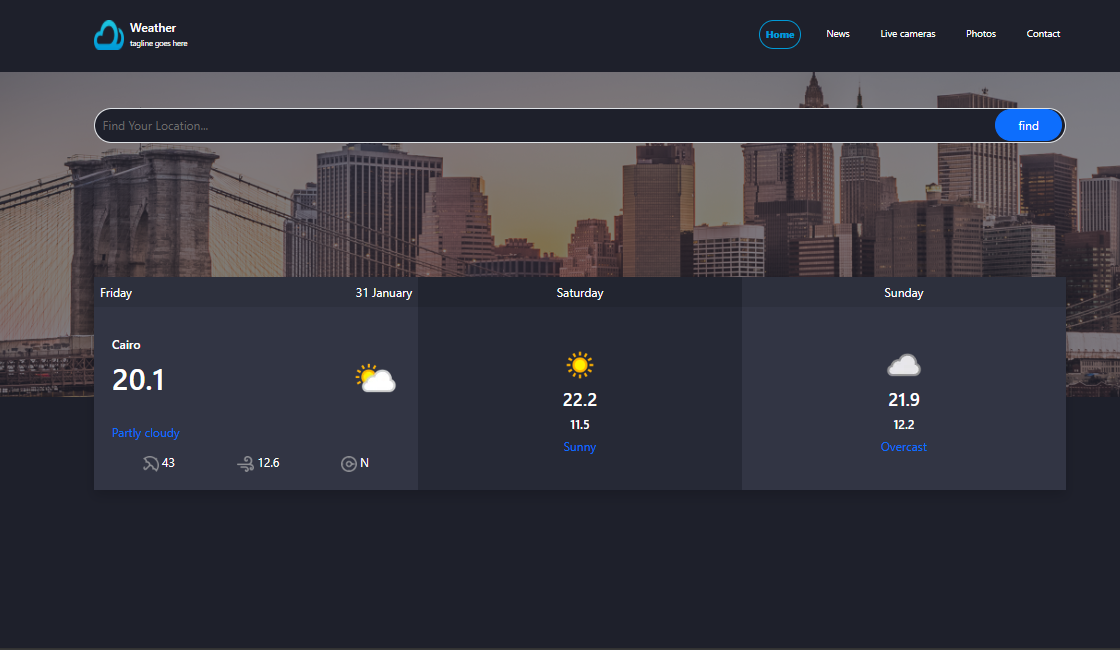 Weather
tagline goes here
Home
News
Live cameras
Photos
Contact
Find Your Location...
find
Friday
31 January
Saturday
Sunday
Cairo
20.1
Partly cloudy
43
12.6
N
22.2
11.5
Sunny
21.9
12.2
Overcast